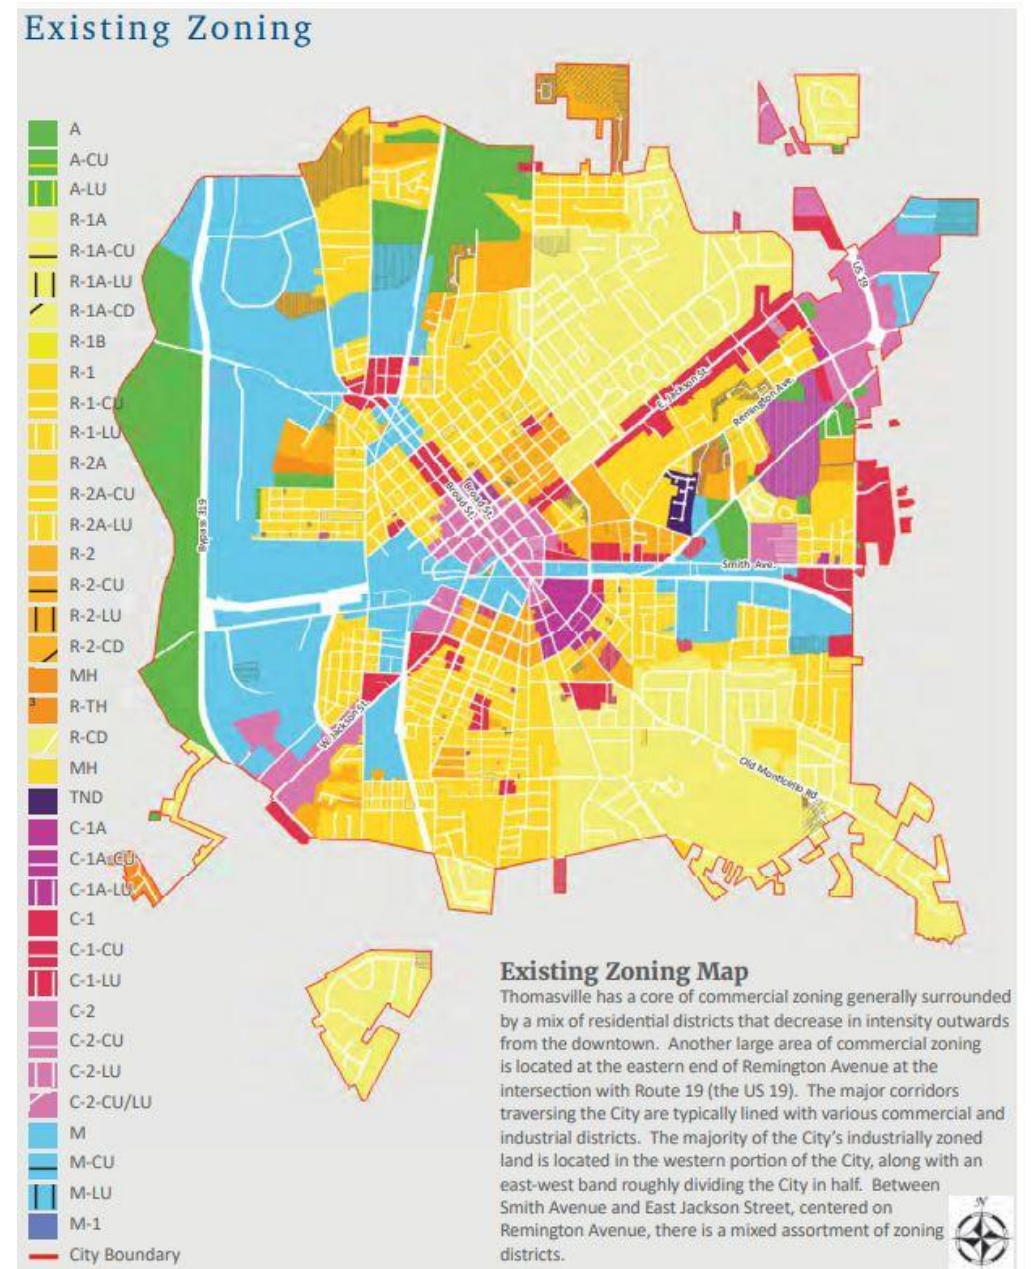 Existing Zoning
A
A-CU
A-LU
R-1A
R-1A-CU
R-1A-LU
R-1A-CD
R-1B
R-1
R-1-CU
R-1-LU
R-2A
R-2A-CU
R-2A-LU
R-2
R-2-CU
R-2-LU
R-2-CD
MH
R-TH
R-CD
MH
TND
C-1A
C-1A-CU
C-1A-LU
C-1
C-1-CU
C-1-LU
C-2
C-2-CU
C-2-LU
C-2-CU/LU
M
M-CU
M-LU
M-1
City Boundary
3
US 19
E. Jackson St.
Remington Ave.
Broad St.
Broad St.
Bypass 319
Smith Ave.
W. Jackson St.
Old Monticello Rd.
Existing Zoning Map
Thomasville has a core of commercial zoning generally surrounded
by a mix of residential districts that decrease in intensity outwards
from the downtown. Another large area of commercial zoning
is located at the eastern end of Remington Avenue at the
intersection with Route 19 (the US 19). The major corridors
traversing the City are typically lined with various commercial and
industrial districts. The majority of the City's industrially zoned
land is located in the western portion of the City, along with an
east-west band roughly dividing the City in half. Between
Smith Avenue and East Jackson Street, centered on
Remington Avenue, there is a mixed assortment of zoning
districts.
N